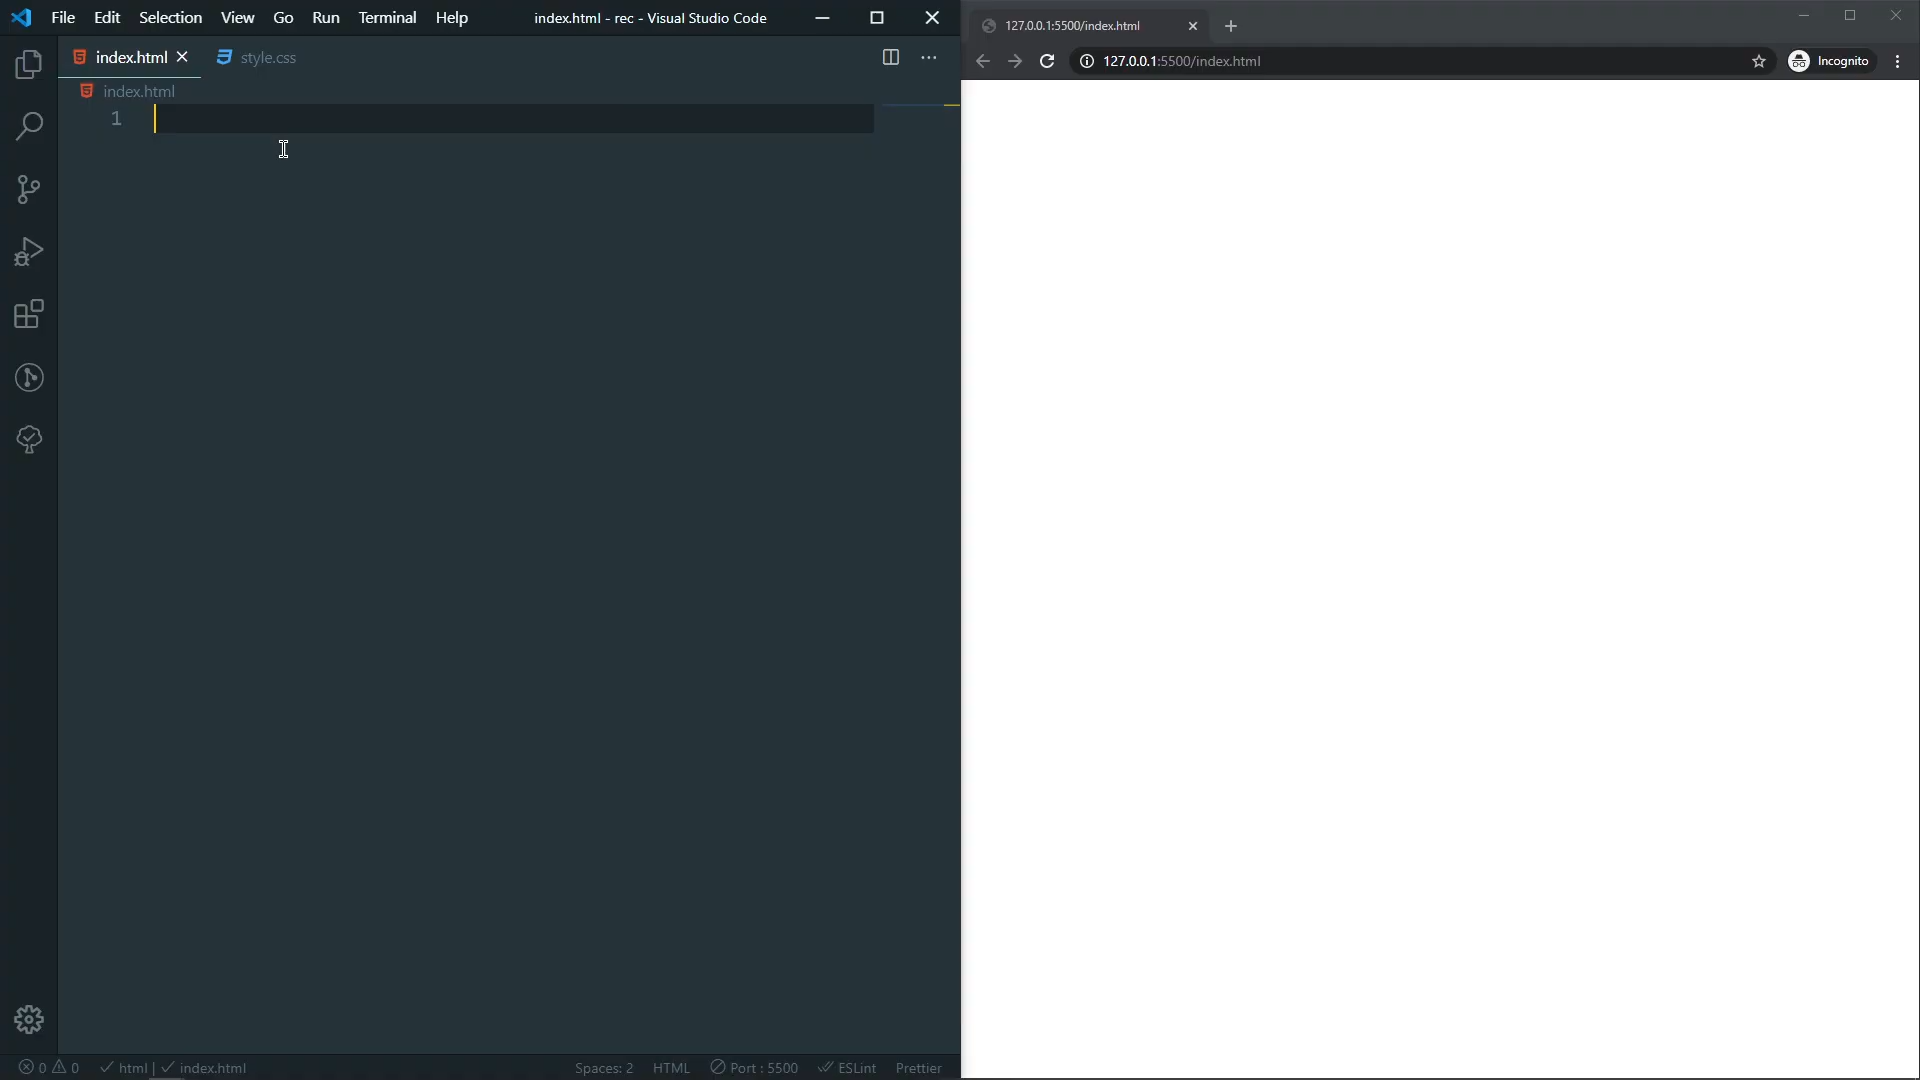 File Edit Selection View Go Run Terminal Help index.html - rec - Visual Studio Code
index.html style.css
index.html
1
html | index.html
0 0
Spaces: 2 HTML Port : 5500 ESLint Prettier
127.0.0.1:5500/index.html
127.0.0.1:5500/index.html Incognito